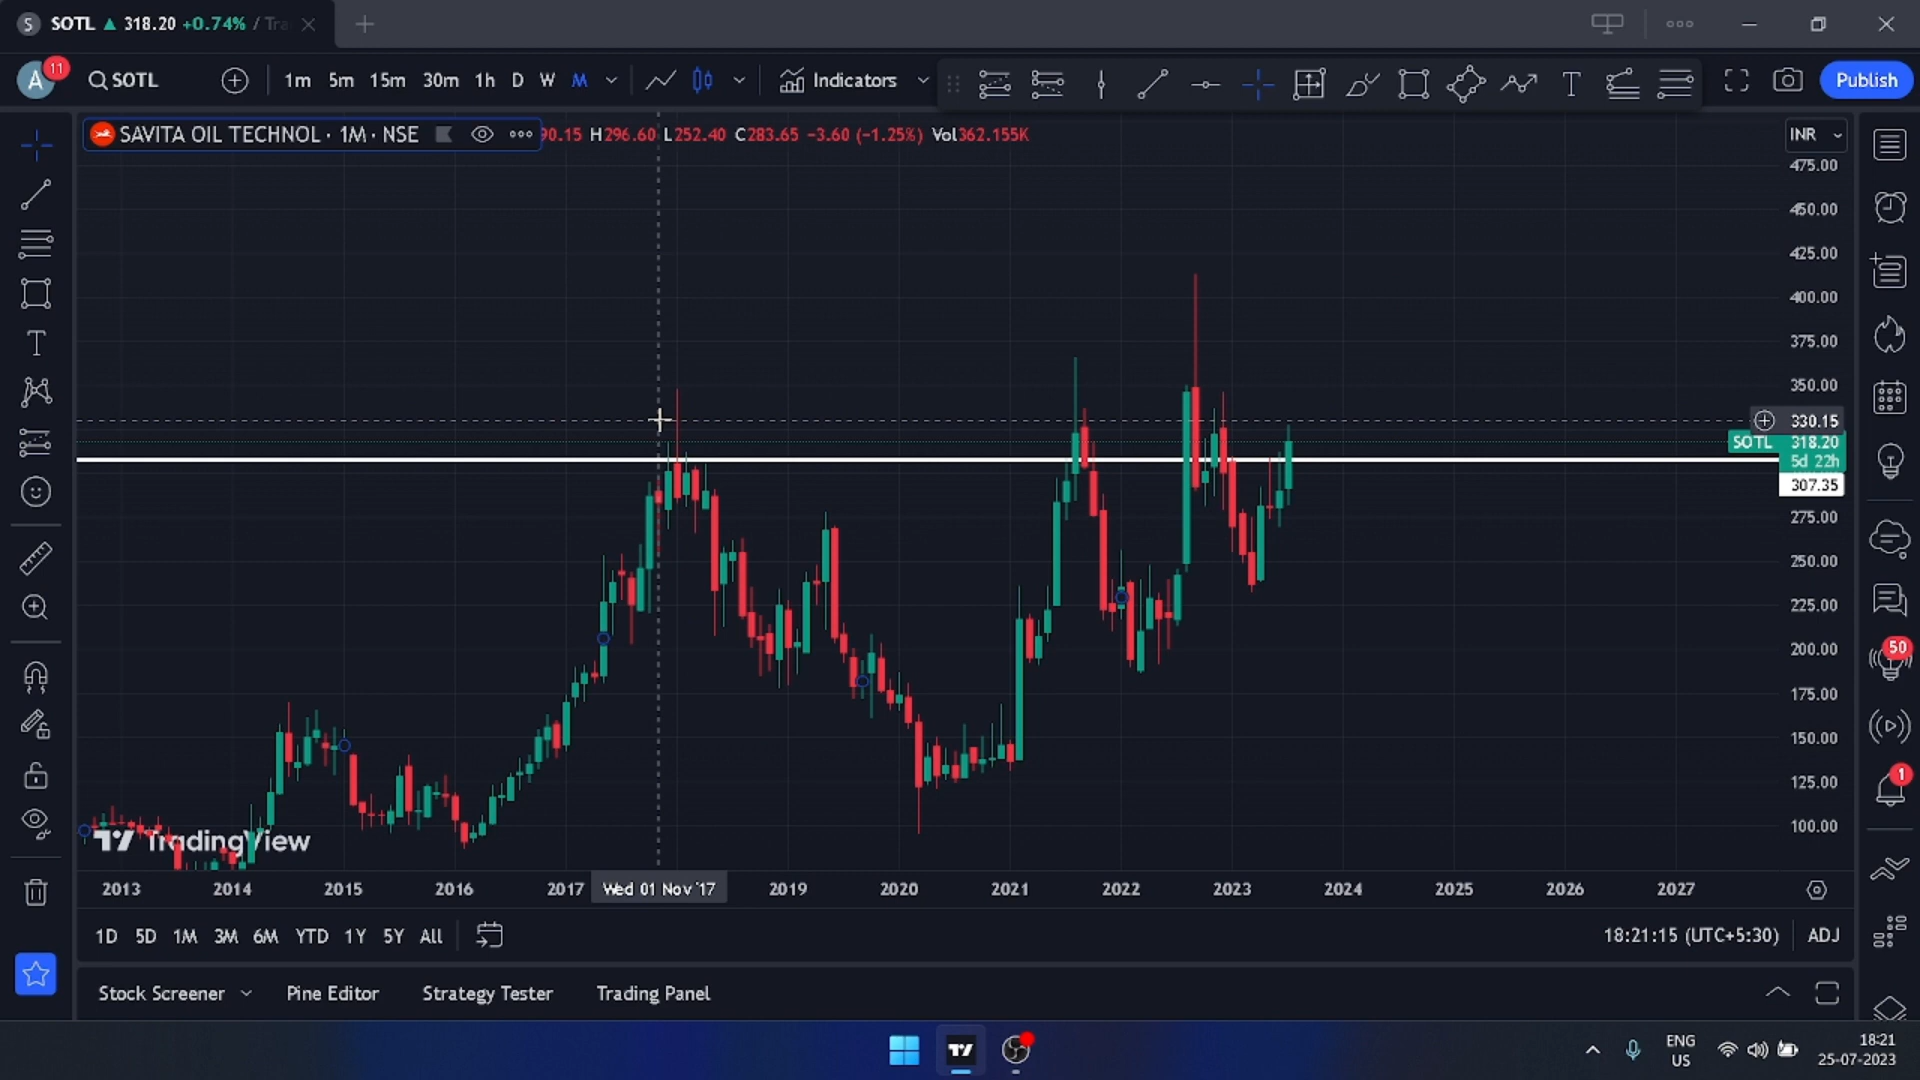 S SOTL ▲ 318.20 +0.74% / Tra
A 11 SOTL 1m 5m 15m 30m 1h D W M Indicators T Publish
SAVITA OIL TECHNOL · 1M · NSE 90.15 H296.60 L252.40 C283.65 −3.60 (−1.25%) Vol362.155K
INR
475.00
450.00
425.00
400.00
375.00
350.00
330.15
SOTL 318.20
5d 22h
307.35
275.00
250.00
225.00
200.00
175.00
150.00
125.00
100.00
T
50
1
TradingView
2013 2014 2015 2016 2017 Wed 01 Nov '17 2019 2020 2021 2022 2023 2024 2025 2026 2027
1D 5D 1M 3M 6M YTD 1Y 5Y All 18:21:15 (UTC+5:30) ADJ
Stock Screener Pine Editor Strategy Tester Trading Panel
ENG
US
18:21
25-07-2023